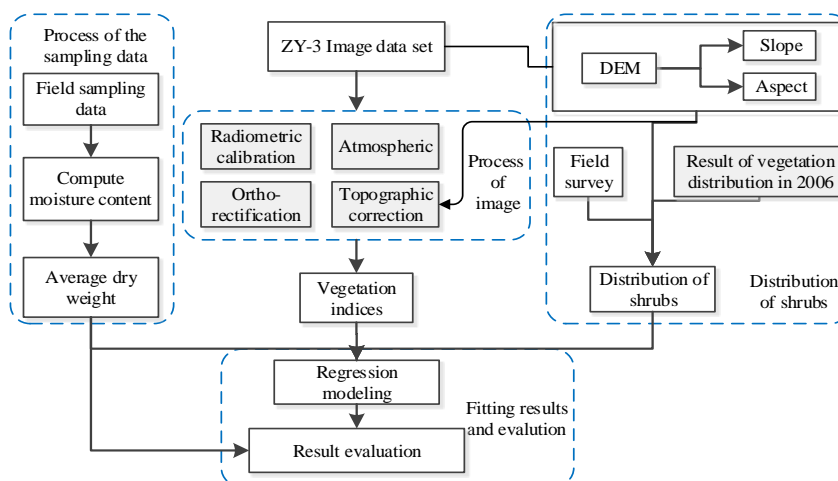 Process of the
sampling data
Field sampling
data
Compute
moisture content
Average dry
weight
ZY-3 Image data set
Radiometric
calibration
Atmospheric
Ortho-
rectification
Topographic
correction
Process
of
image
Vegetation
indices
DEM
Slope
Aspect
Field
survey
Result of vegetation
distribution in 2006
Distribution of
shrubs
Distribution
of shrubs
Regression
modeling
Result evaluation
Fitting results
and evalution